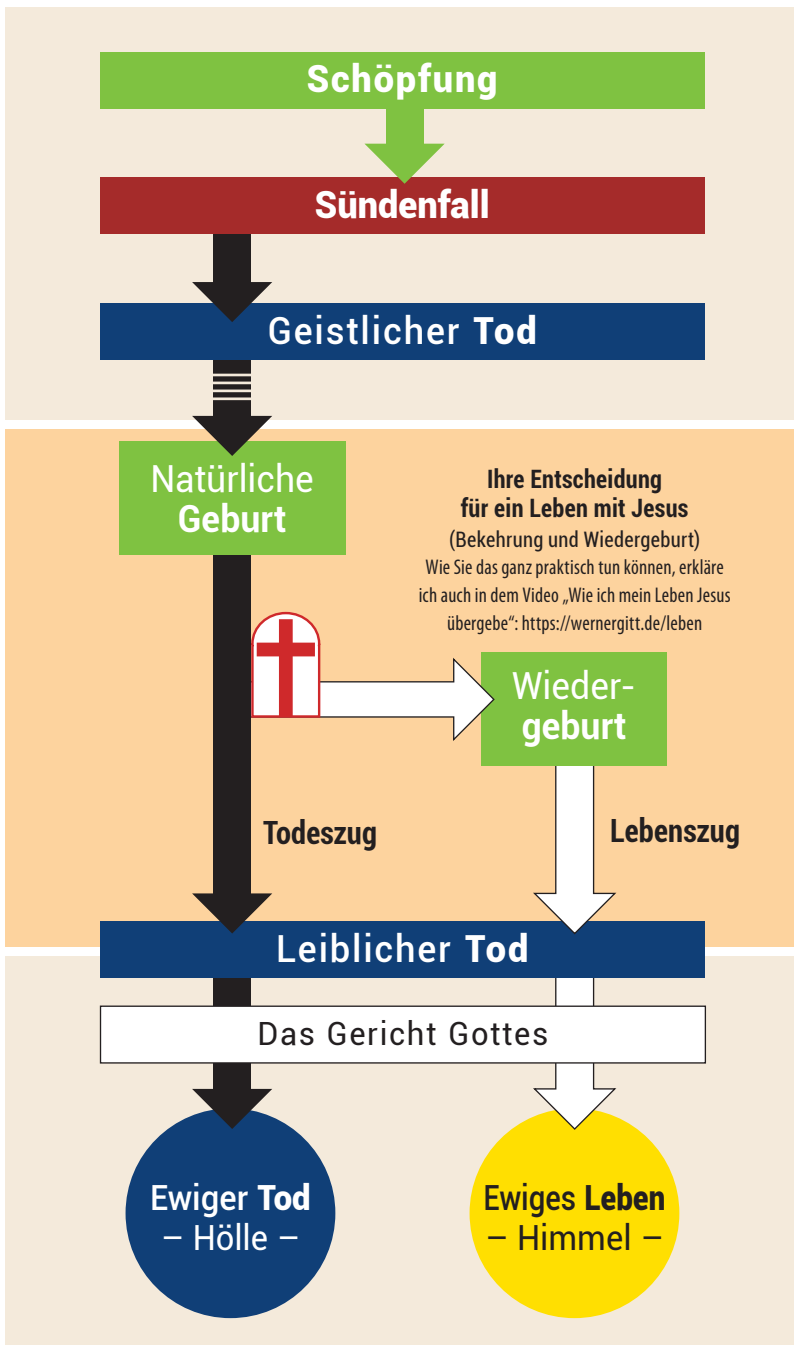 Schöpfung
Sündenfall
Geistlicher Tod
Natürliche
Geburt
Ihre Entscheidung
für ein Leben mit Jesus
(Bekehrung und Wiedergeburt)
Wie Sie das ganz praktisch tun können, erkläre
ich auch in dem Video „Wie ich mein Leben Jesus
übergebe“: https://wernergitt.de/leben
Wieder-
geburt
Todeszug
Lebenszug
Leiblicher Tod
Das Gericht Gottes
Ewiger Tod
– Hölle –
Ewiges Leben
– Himmel –